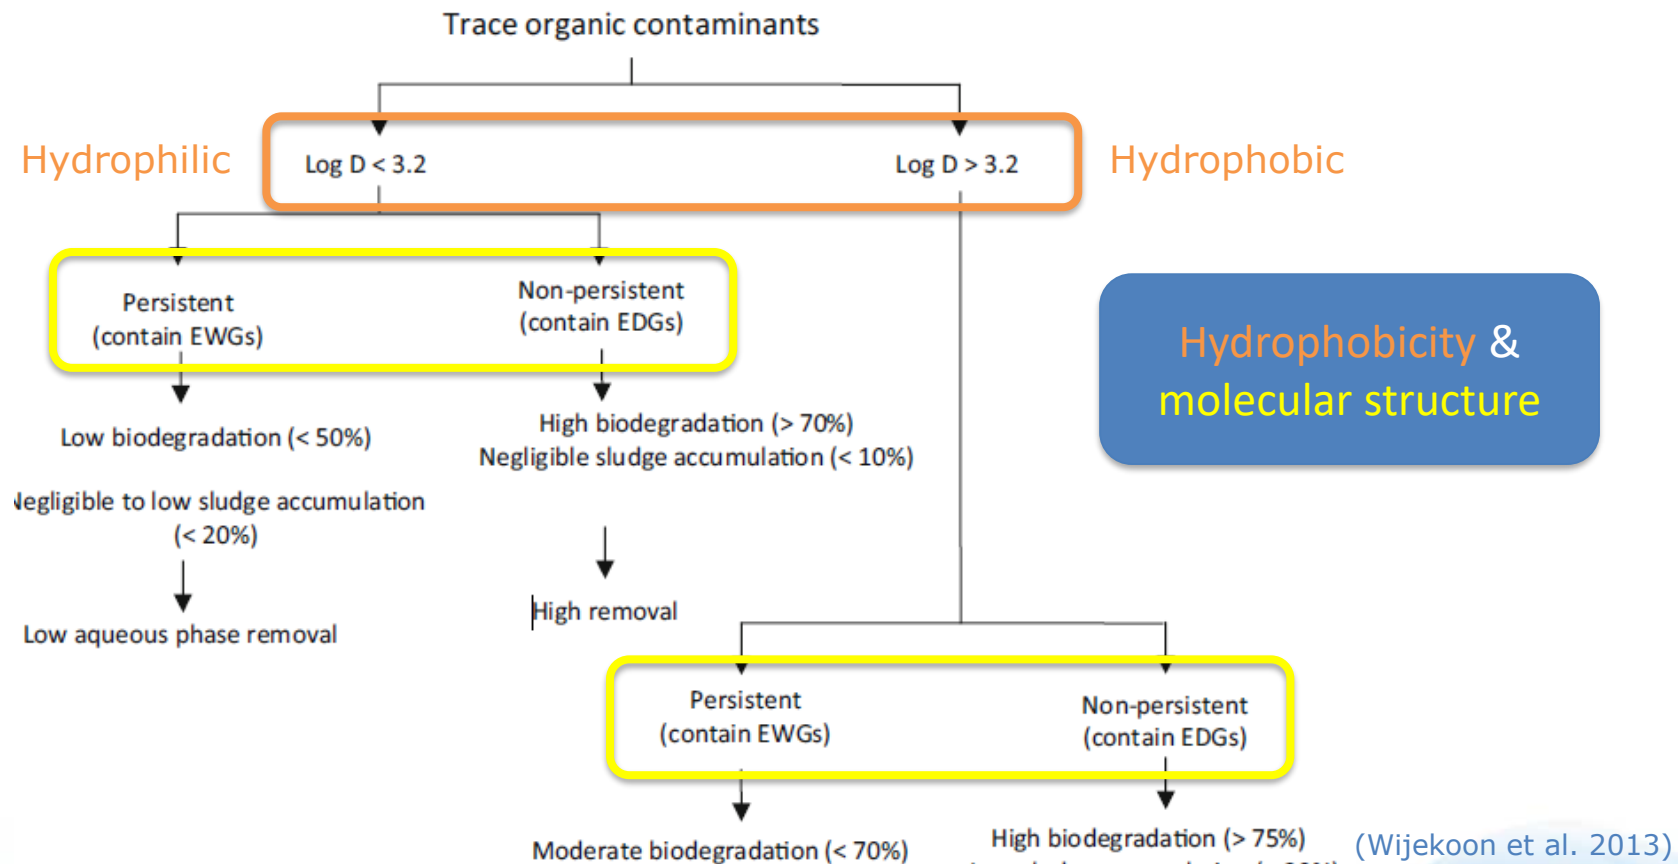 Trace organic contaminants
Hydrophilic
Log D < 3.2
Log D > 3.2
Hydrophobic
Persistent
(contain EWGs)
Non-persistent
(contain EDGs)
Hydrophobicity &
molecular structure
Low biodegradation (< 50%)
High biodegradation (> 70%)
Negligible sludge accumulation (< 10%)
Negligible to low sludge accumulation
(< 20%)
High removal
Low aqueous phase removal
Persistent
(contain EWGs)
Non-persistent
(contain EDGs)
Moderate biodegradation (< 70%)
High biodegradation (> 75%)
(Wijekoon et al. 2013)